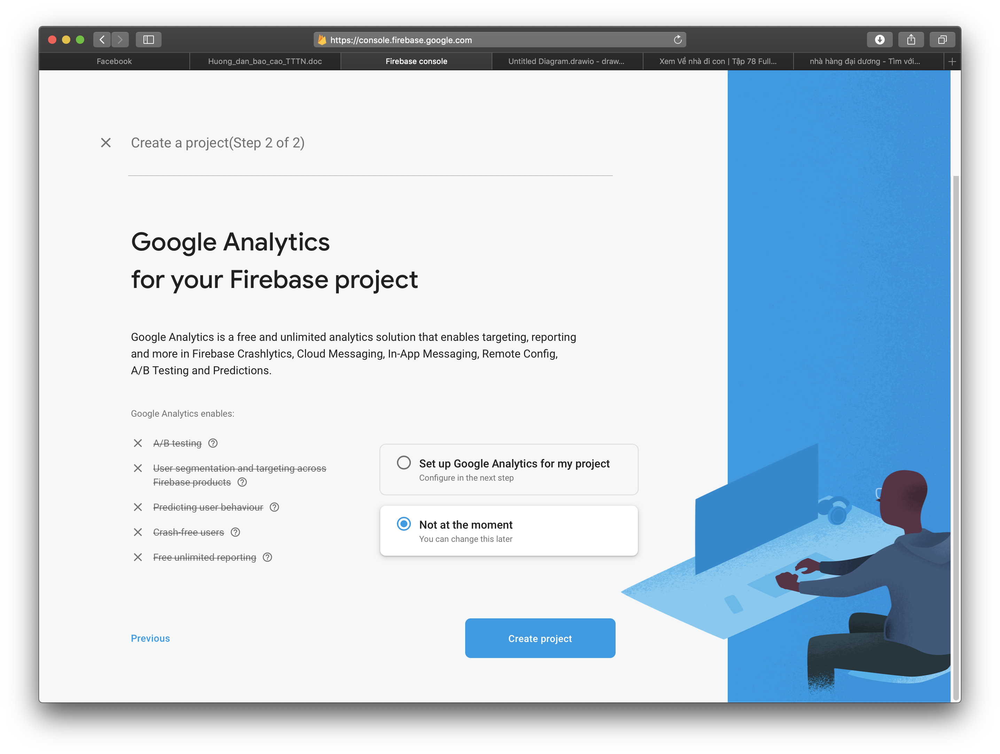 https://console.firebase.google.com
Facebook
Huong_dan_bao_cao_TTTN.doc
Firebase console
Untitled Diagram.drawio - draw...
Xem Về nhà đi con | Tập 78 Full...
nhà hàng đại dương - Tìm với...
Create a project(Step 2 of 2)
Google Analytics
for your Firebase project
Google Analytics is a free and unlimited analytics solution that enables targeting, reporting
and more in Firebase Crashlytics, Cloud Messaging, In-App Messaging, Remote Config,
A/B Testing and Predictions.
Google Analytics enables:
A/B testing
User segmentation and targeting across
Firebase products
Predicting user behaviour
Crash-free users
Free unlimited reporting
Set up Google Analytics for my project
Configure in the next step
Not at the moment
You can change this later
Previous
Create project